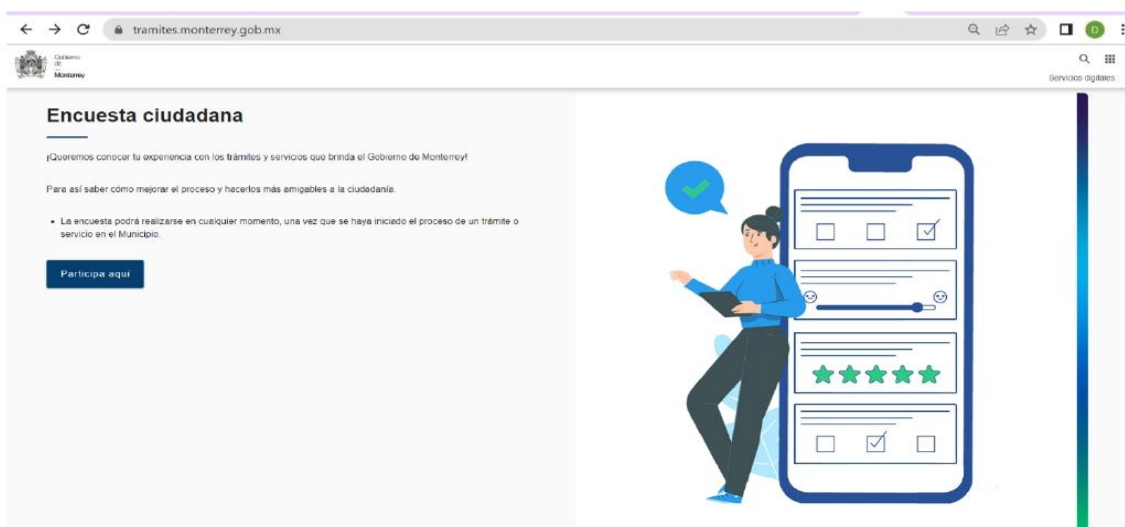 tramites.monterrey.gob.mx
D
Gobierno
de
Monterrey
Servicios digitales
Encuesta ciudadana
¡Queremos conocer tu experiencia con los trámites y servicios que brinda el Gobierno de Monterrey!
Para así saber cómo mejorar el proceso y hacerlos más amigables a la ciudadanía.
• La encuesta podrá realizarse en cualquier momento, una vez que se haya iniciado el proceso de un trámite o
servicio en el Municipio.
Participa aquí